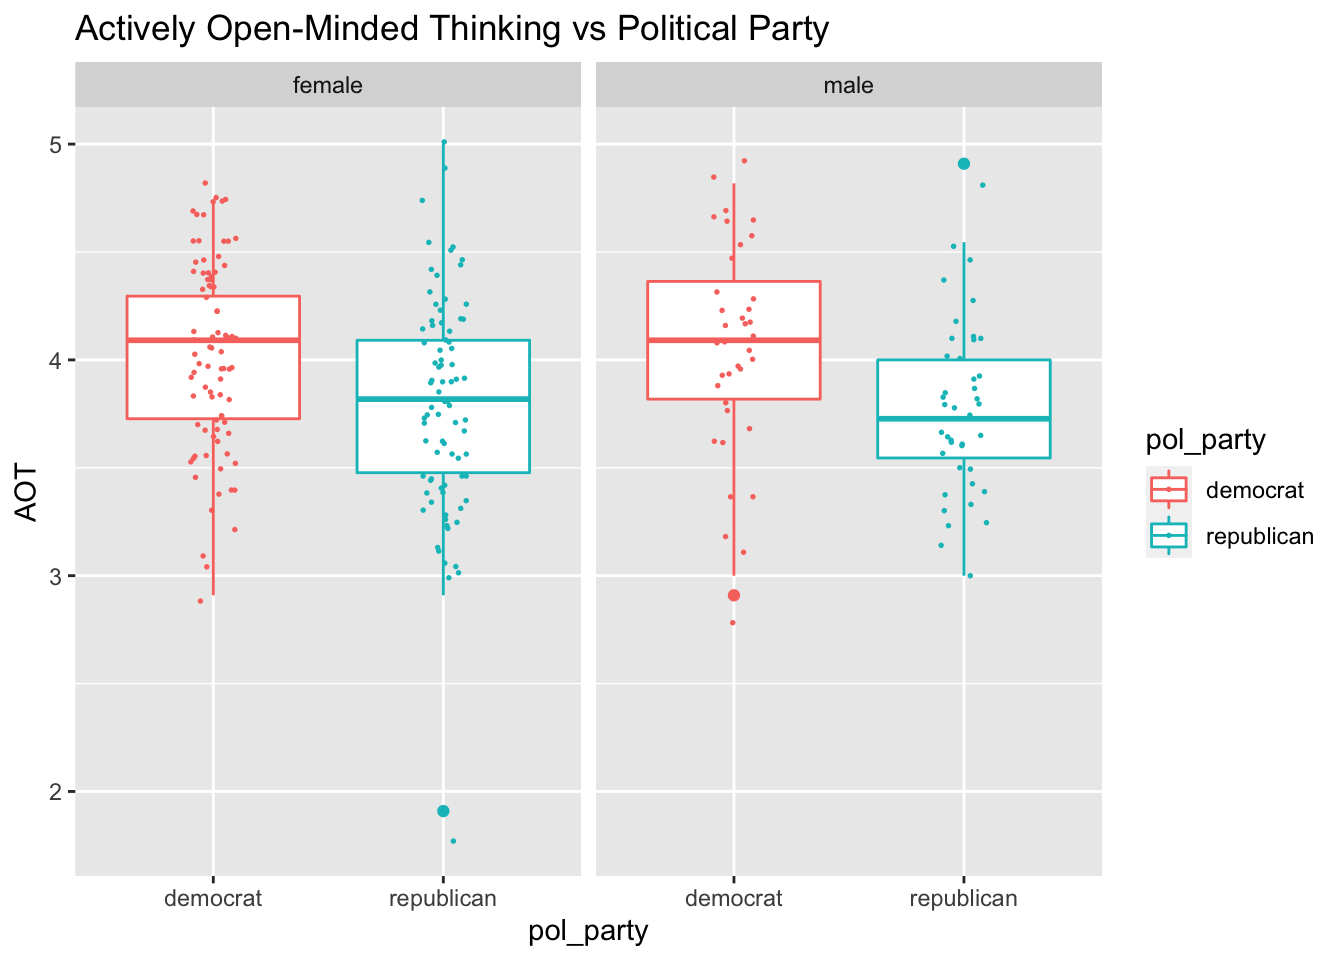 Actively Open-Minded Thinking vs Political Party
female
male
5
4
3
2
AOT
democrat
republican
democrat
republican
pol_party
pol_party
democrat
republican